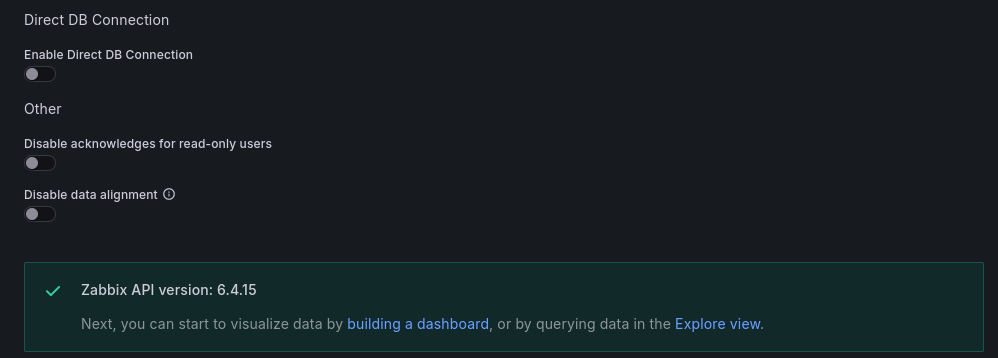 Direct DB Connection
Enable Direct DB Connection
Other
Disable acknowledges for read-only users
Disable data alignment
Zabbix API version: 6.4.15
Next, you can start to visualize data by building a dashboard, or by querying data in the Explore view.